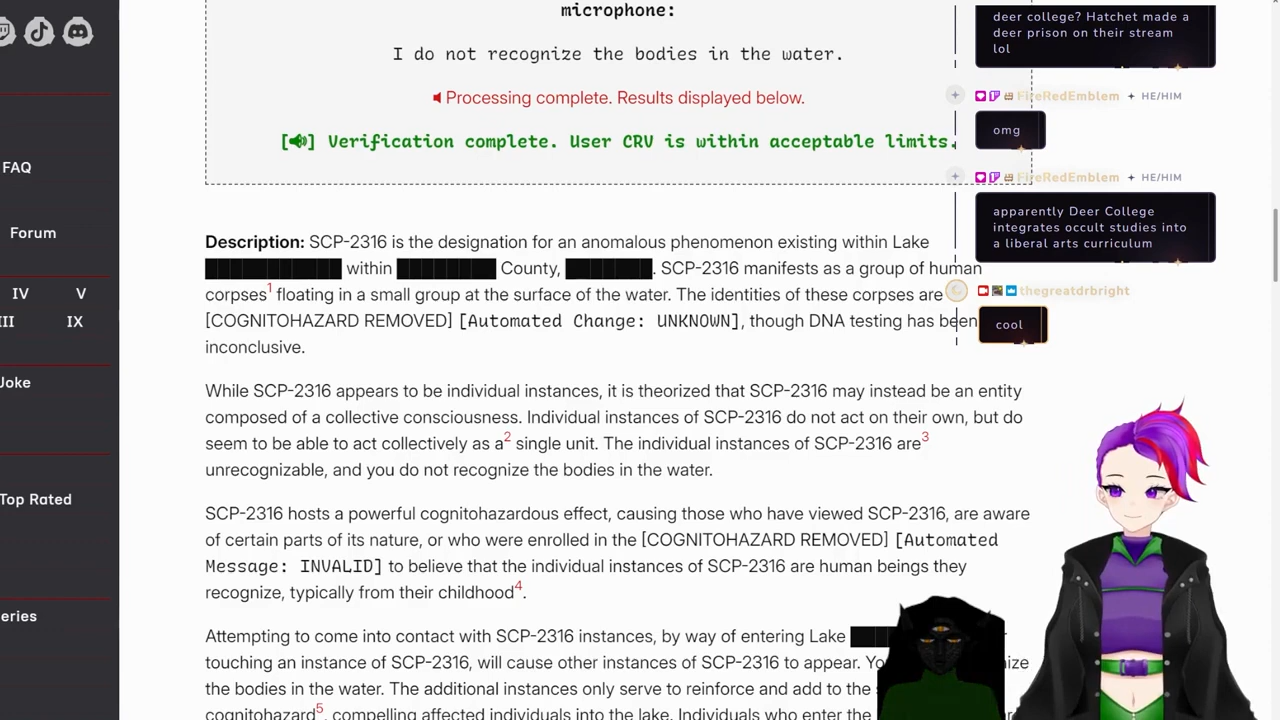 microphone:
I do not recognize the bodies in the water.
Processing complete. Results displayed below.
[] Verification complete. User CRV is within acceptable limits.
Description: SCP-2316 is the designation for an anomalous phenomenon existing within Lake
within County, . SCP-2316 manifests as a group of human
corpses1 floating in a small group at the surface of the water. The identities of these corpses are
[COGNITOHAZARD REMOVED] [Automated Change: UNKNOWN], though DNA testing has been
inconclusive.
While SCP-2316 appears to be individual instances, it is theorized that SCP-2316 may instead be an entity
composed of a collective consciousness. Individual instances of SCP-2316 do not act on their own, but do
seem to be able to act collectively as a2 single unit. The individual instances of SCP-2316 are3
unrecognizable, and you do not recognize the bodies in the water.
SCP-2316 hosts a powerful cognitohazardous effect, causing those who have viewed SCP-2316, are aware
of certain parts of its nature, or who were enrolled in the [COGNITOHAZARD REMOVED] [Automated
Message: INVALID] to believe that the individual instances of SCP-2316 are human beings they
recognize, typically from their childhood4.
Attempting to come into contact with SCP-2316 instances, by way of entering Lake
touching an instance of SCP-2316, will cause other instances of SCP-2316 to appear.
the bodies in the water. The additional instances only serve to reinforce and add to the
cognitohazard5, compelling affected individuals into the lake. Individuals who enter the
FAQ
Forum
IV V
III IX
Joke
Top Rated
eries
deer college? Hatchet made a
deer prison on their stream
lol
FireRedEmblem HE/HIM
omg
FireRedEmblem HE/HIM
apparently Deer College
integrates occult studies into
a liberal arts curriculum
thegreatdrbright
cool